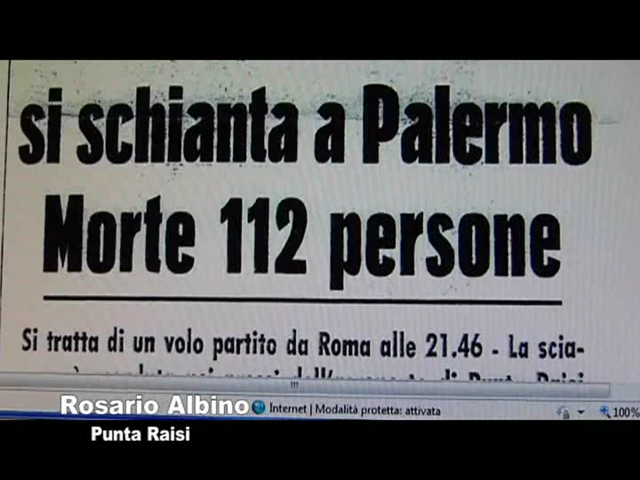 si schianta a Palermo
Morte 112 persone
Si tratta di un volo partito da Roma alle 21.46 - La scia-
Rosario Albino
Internet | Modalità protetta: attivata
100%
Punta Raisi